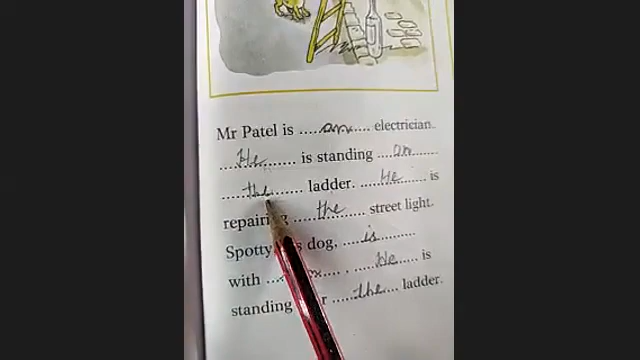 Mr Patel is .....an..... electrician.
.....He..... is standing .....on.....
.....the..... ladder. .....He..... is
repairing .....the..... street light.
Spotty, dog, .....is.....
with ..... , .....He..... is
standing .....the..... ladder.